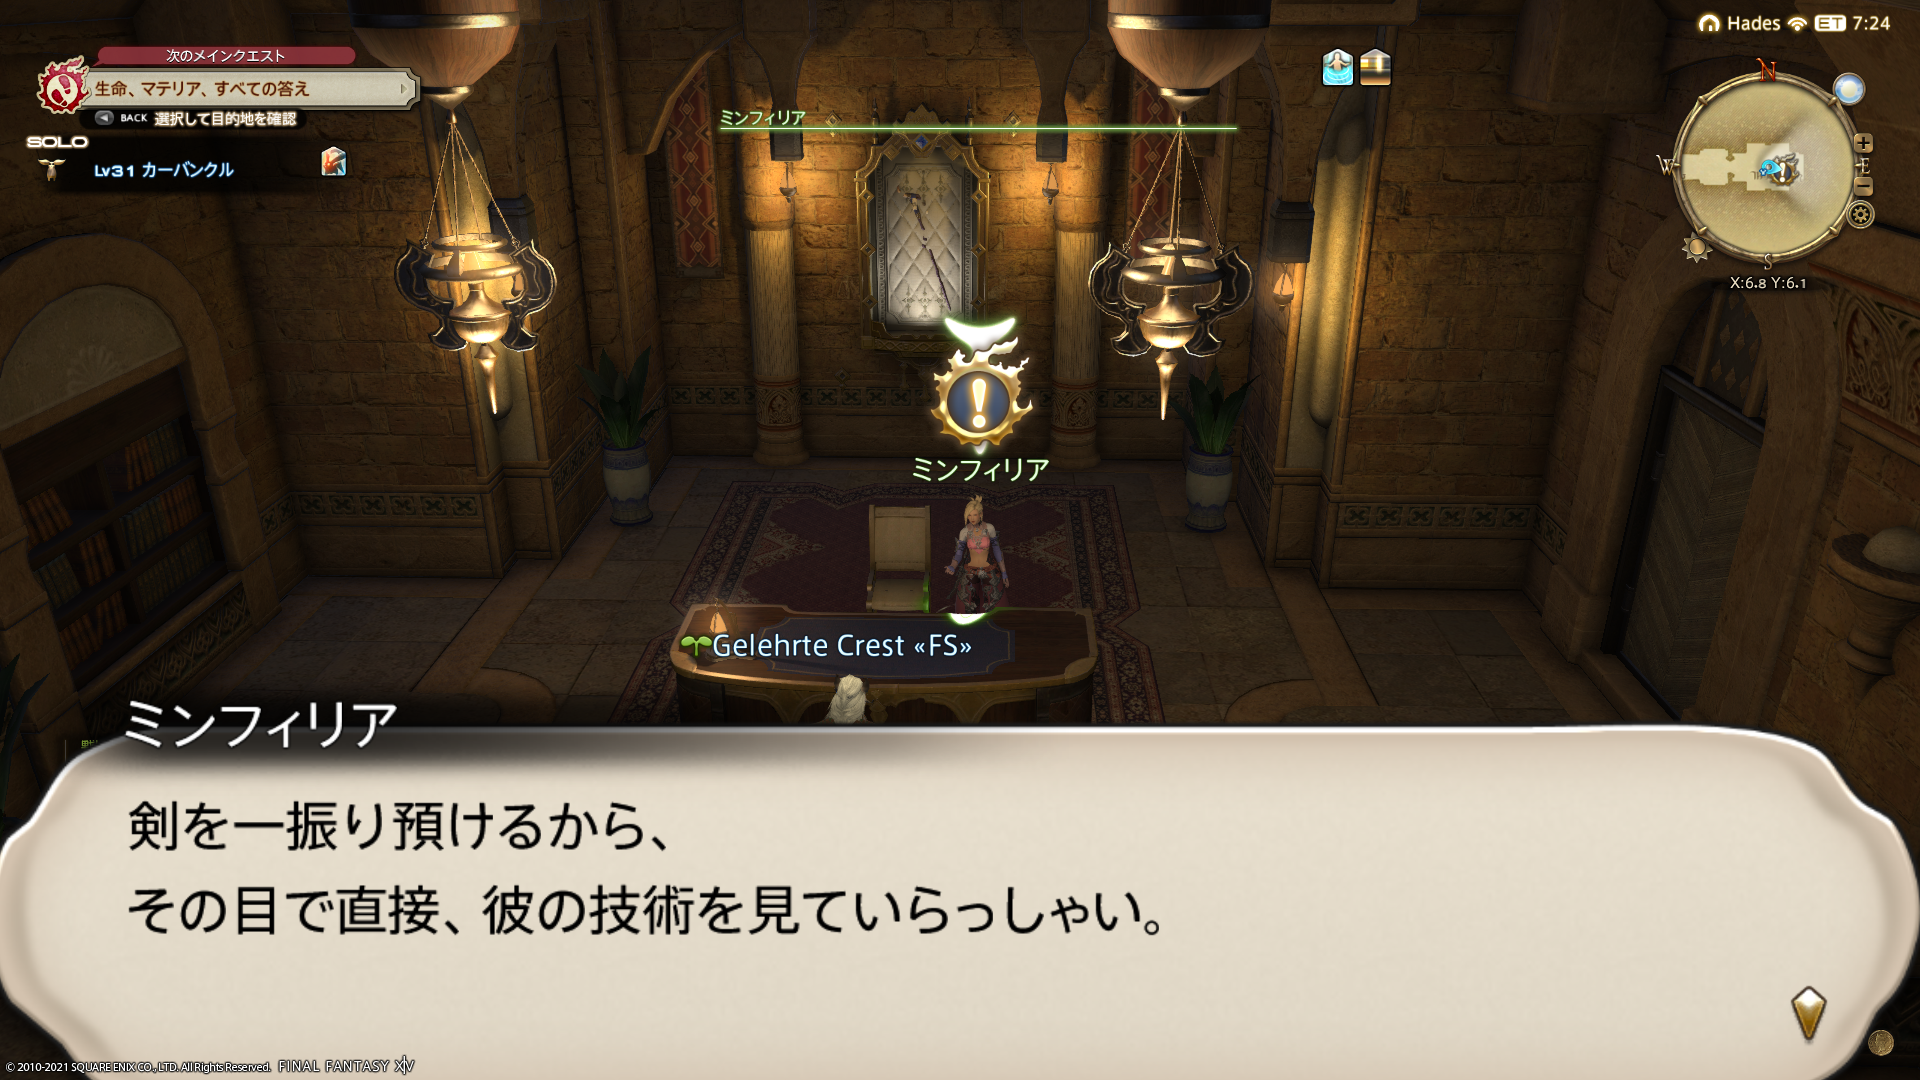 Hades ET 7:24
次のメインクエスト
生命、マテリア、すべての答え
BACK 選択して目的地を確認
SOLO
Lv31 カーバンクル
ミンフィリア
N
W
E
S
X:6.8 Y:6.1
ミンフィリア
Gelehrte Crest «FS»
ミンフィリア
剣を一振り預けるから、
その目で直接、彼の技術を見ていらっしゃい。
© 2010-2021 SQUARE ENIX CO., LTD. All Rights Reserved. FINAL FANTASY XIV